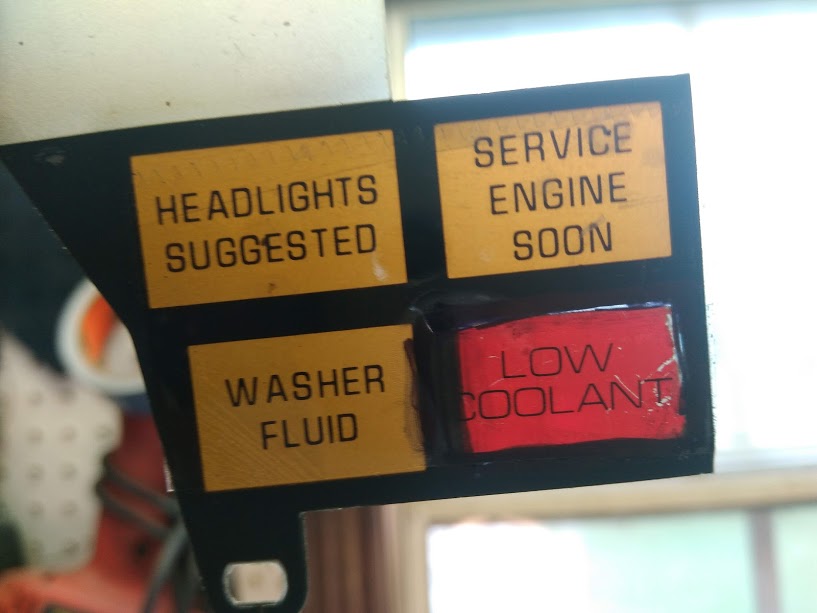 HEADLIGHTS
SUGGESTED
SERVICE
ENGINE
SOON
WASHER
FLUID
LOW
COOLANT